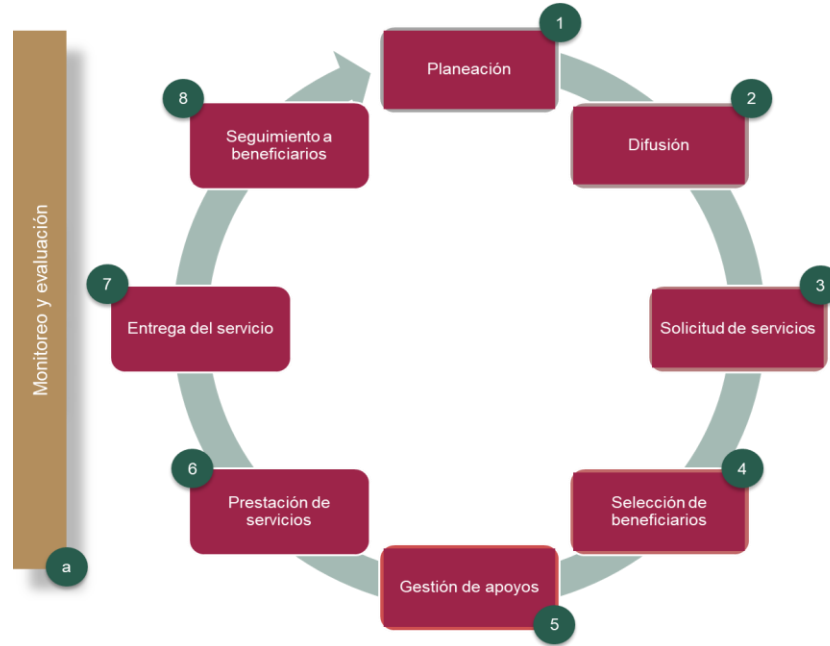 1
Planeación
2
Difusión
3
Solicitud de servicios
4
Selección de
beneficiarios
5
Gestión de apoyos
6
Prestación de
servicios
7
Entrega del servicio
8
Seguimiento a
beneficiarios
a
Monitoreo y evaluación